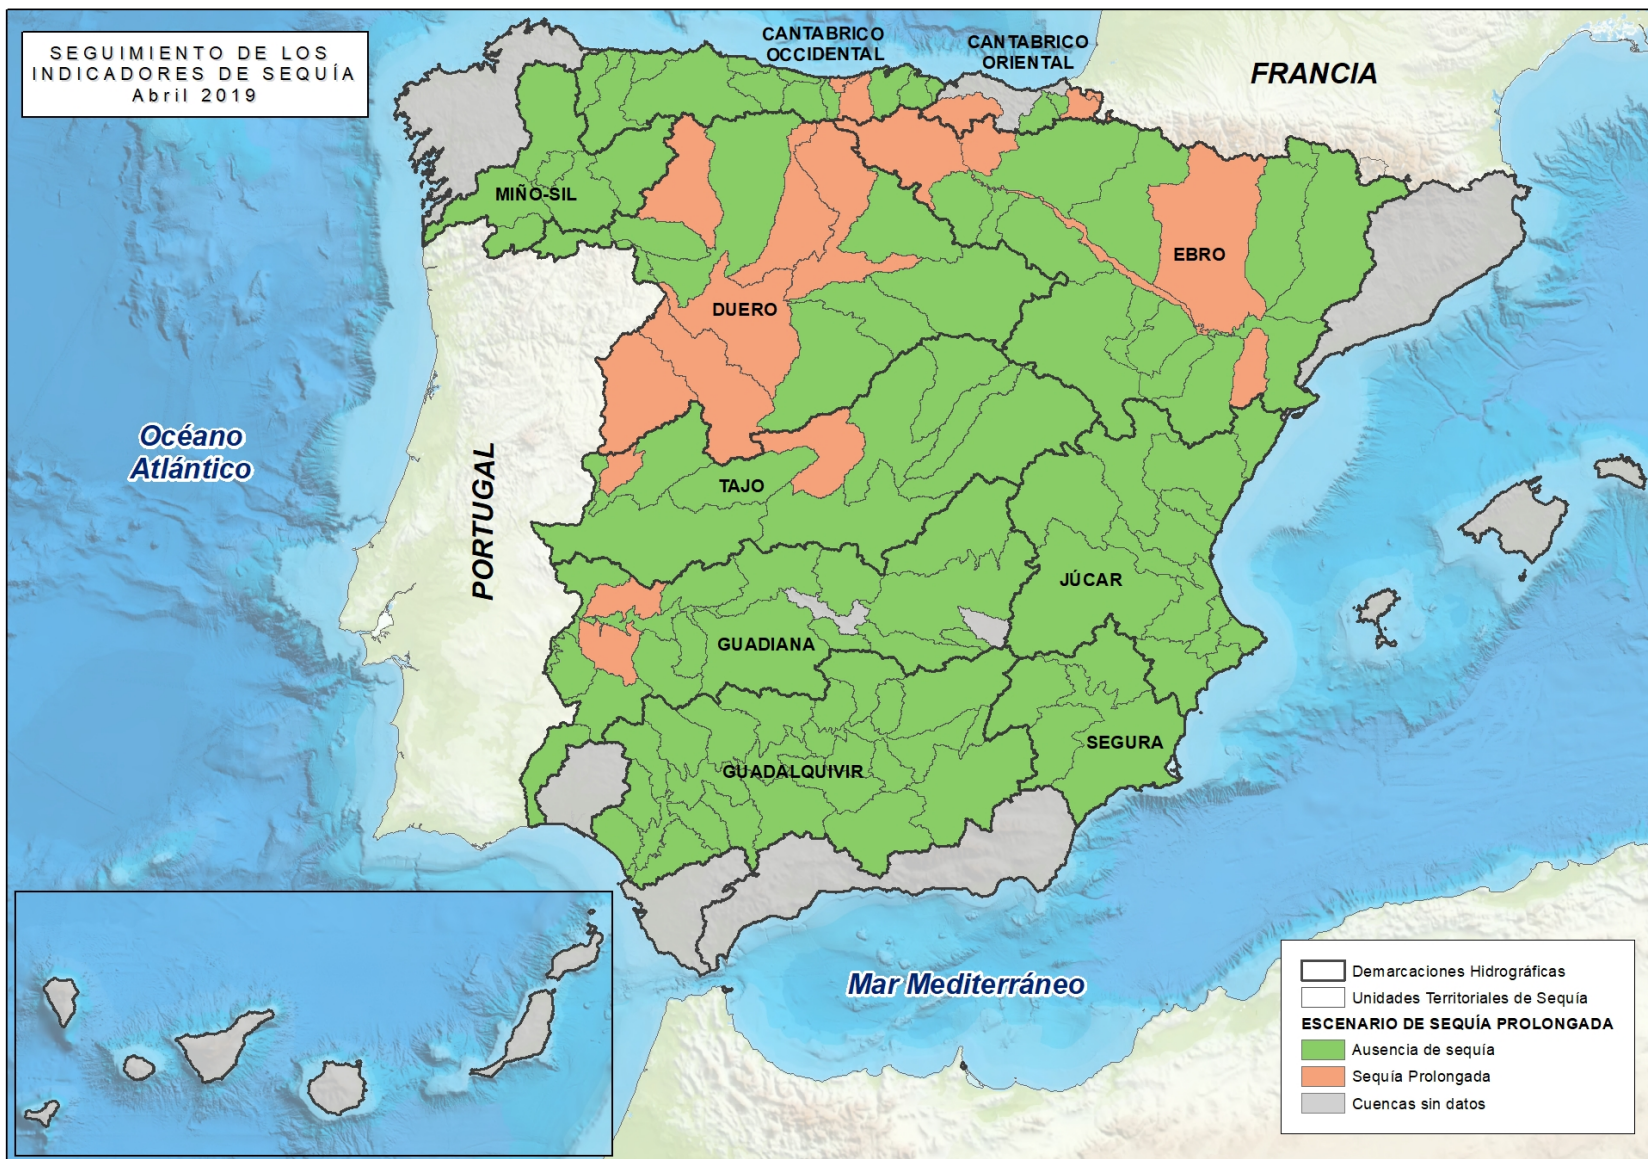 SEGUIMIENTO DE LOS
INDICADORES DE SEQUÍA
Abril 2019
CANTABRICO
OCCIDENTAL
CANTABRICO
ORIENTAL
FRANCIA
MIÑO-SIL
EBRO
DUERO
Océano
Atlántico
PORTUGAL
TAJO
JÚCAR
GUADIANA
SEGURA
GUADALQUIVIR
Mar Mediterráneo
Demarcaciones Hidrográficas
Unidades Territoriales de Sequía
ESCENARIO DE SEQUÍA PROLONGADA
Ausencia de sequía
Sequía Prolongada
Cuencas sin datos